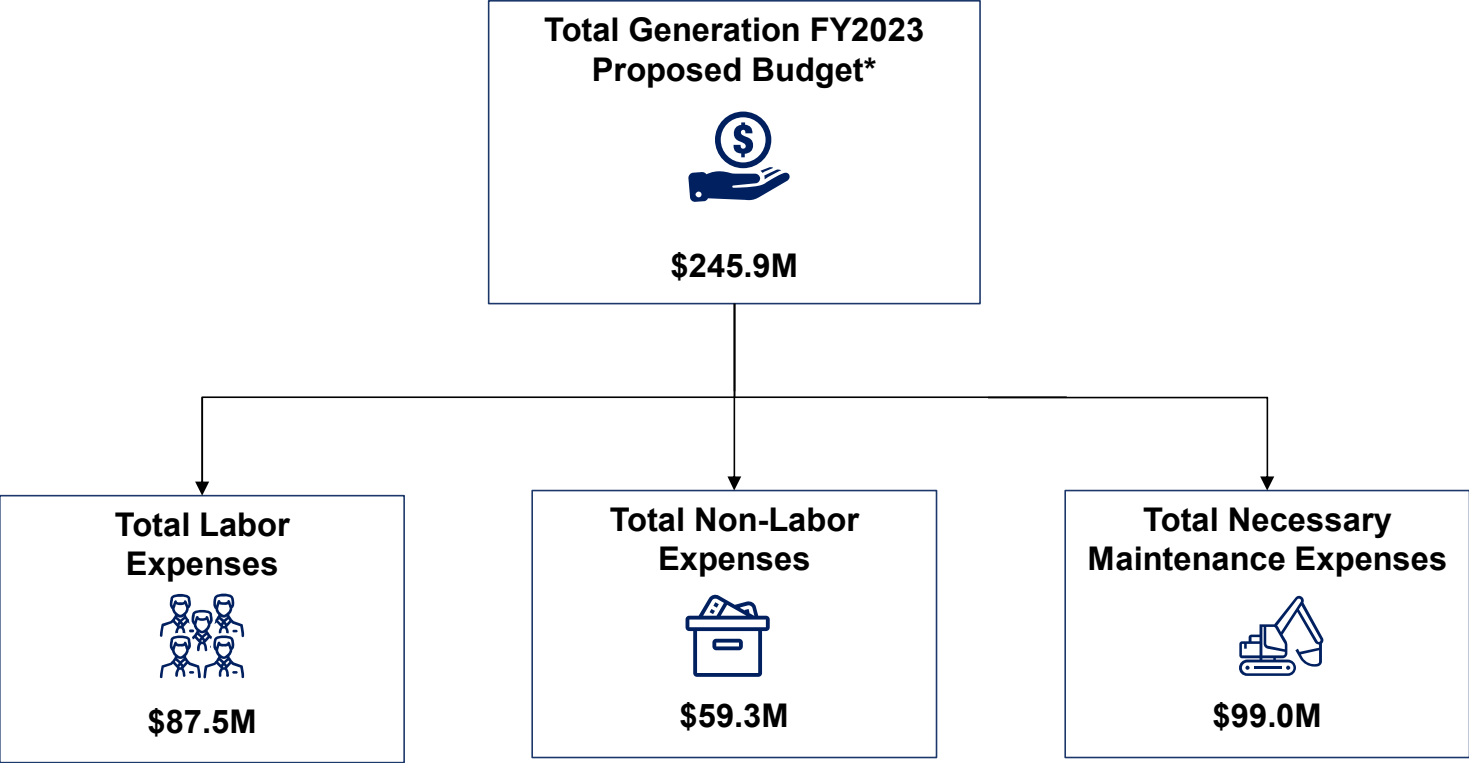 Total Generation FY2023
Proposed Budget*
$
$245.9M
Total Labor
Expenses
$87.5M
Total Non-Labor
Expenses
$59.3M
Total Necessary
Maintenance Expenses
$99.0M